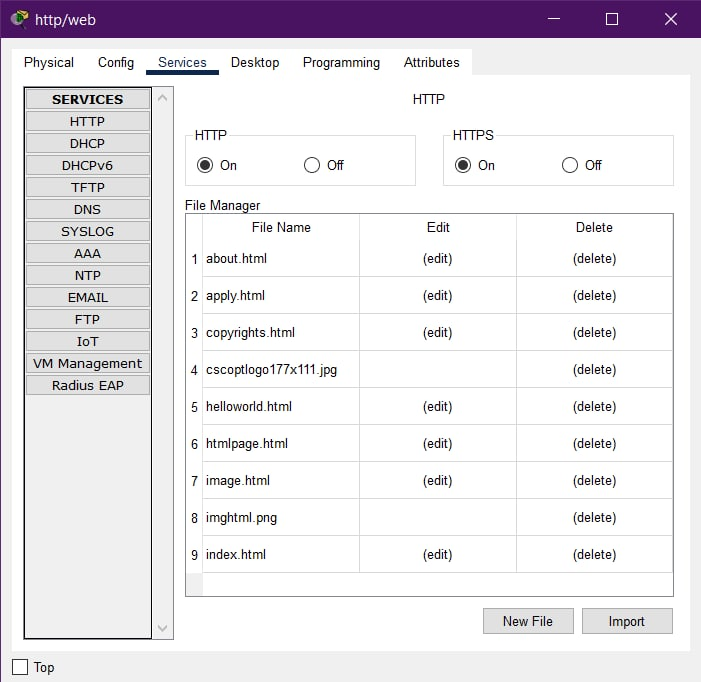 http/web
Physical Config Services Desktop Programming Attributes
SERVICES
HTTP
DHCP
DHCPv6
TFTP
DNS
SYSLOG
AAA
NTP
EMAIL
FTP
IoT
VM Management
Radius EAP
HTTP
HTTP
On Off
HTTPS
On Off
File Manager
File Name Edit Delete
1 about.html (edit) (delete)
2 apply.html (edit) (delete)
3 copyrights.html (edit) (delete)
4 cscoptlogo177x111.jpg (delete)
5 helloworld.html (edit) (delete)
6 htmlpage.html (edit) (delete)
7 image.html (edit) (delete)
8 imghtml.png (delete)
9 index.html (edit) (delete)
New File Import
Top